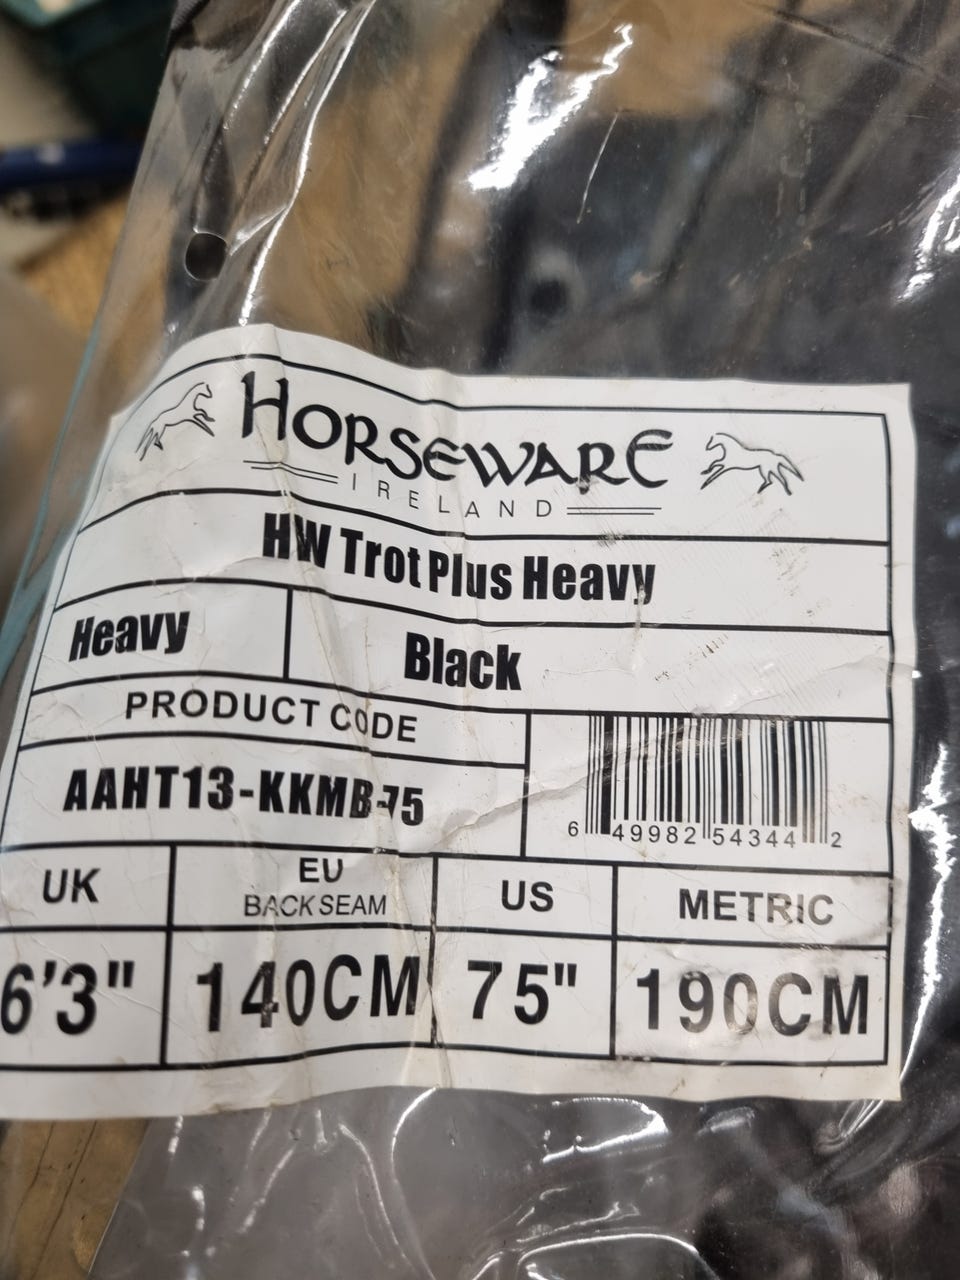 HORSEWARE
IRELAND
HW Trot Plus Heavy
Heavy
Black
PRODUCT CODE
AAHT13-KKMB-75
6 49982 54344 2
UK
EU
BACK SEAM
US
METRIC
6'3"
140CM
75"
190CM